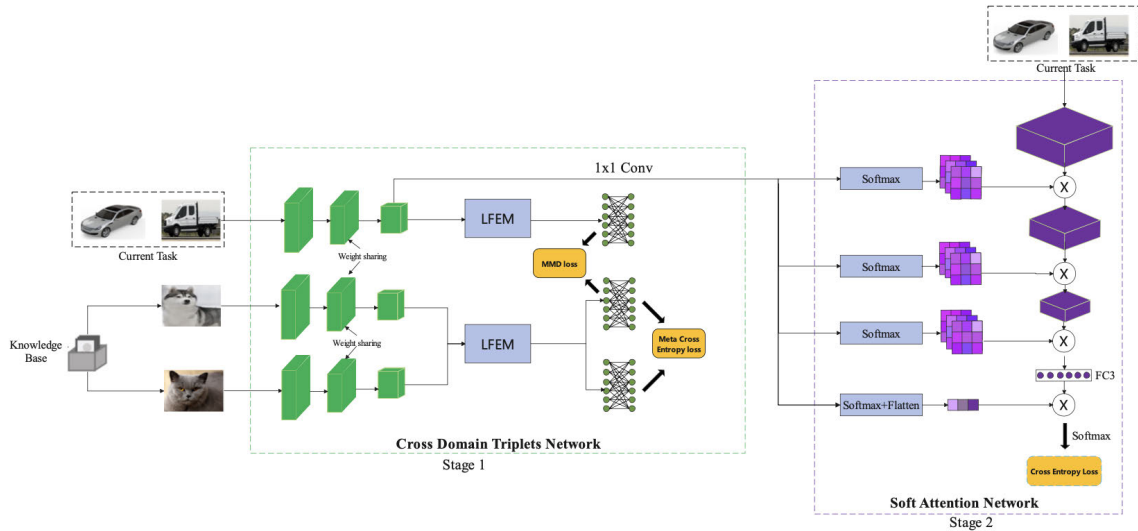 Current Task
1x1 Conv
Softmax
X
LFEM
Current Task
Weight sharing
MMD loss
Softmax
X
Knowledge
Base
Weight sharing
LFEM
Meta Cross
Entropy loss
Softmax
X
FC3
Softmax+Flatten
X
Softmax
Cross Entropy Loss
Cross Domain Triplets Network
Stage 1
Soft Attention Network
Stage 2